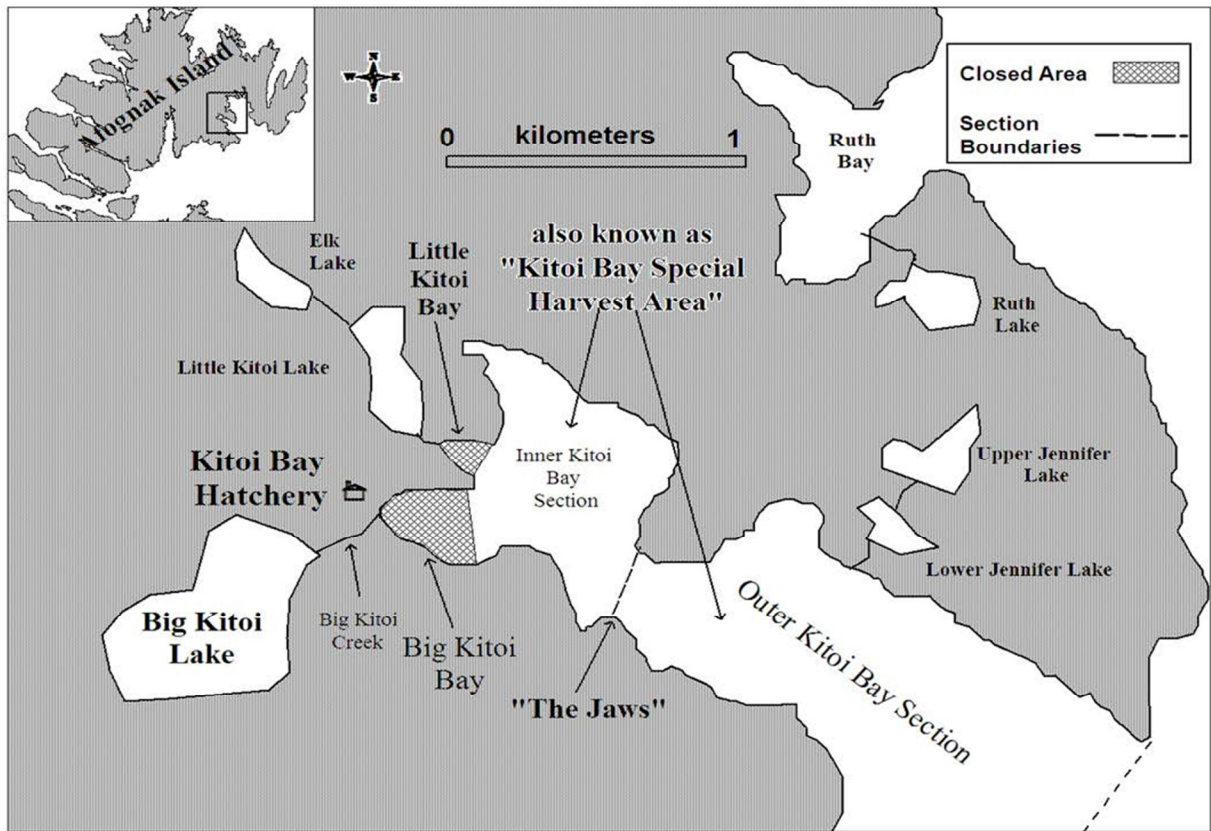 Afognak Island
N
W E
S
0 kilometers 1
Closed Area
Section
Boundaries
Ruth
Bay
Elk
Lake
Little
Kitoi
Bay
also known as
"Kitoi Bay Special
Harvest Area"
Ruth
Lake
Little Kitoi Lake
Kitoi Bay
Hatchery
Inner Kitoi
Bay
Section
Upper Jennifer
Lake
Lower Jennifer Lake
Big Kitoi
Lake
Big Kitoi
Creek
Big Kitoi
Bay
"The Jaws"
Outer Kitoi Bay Section